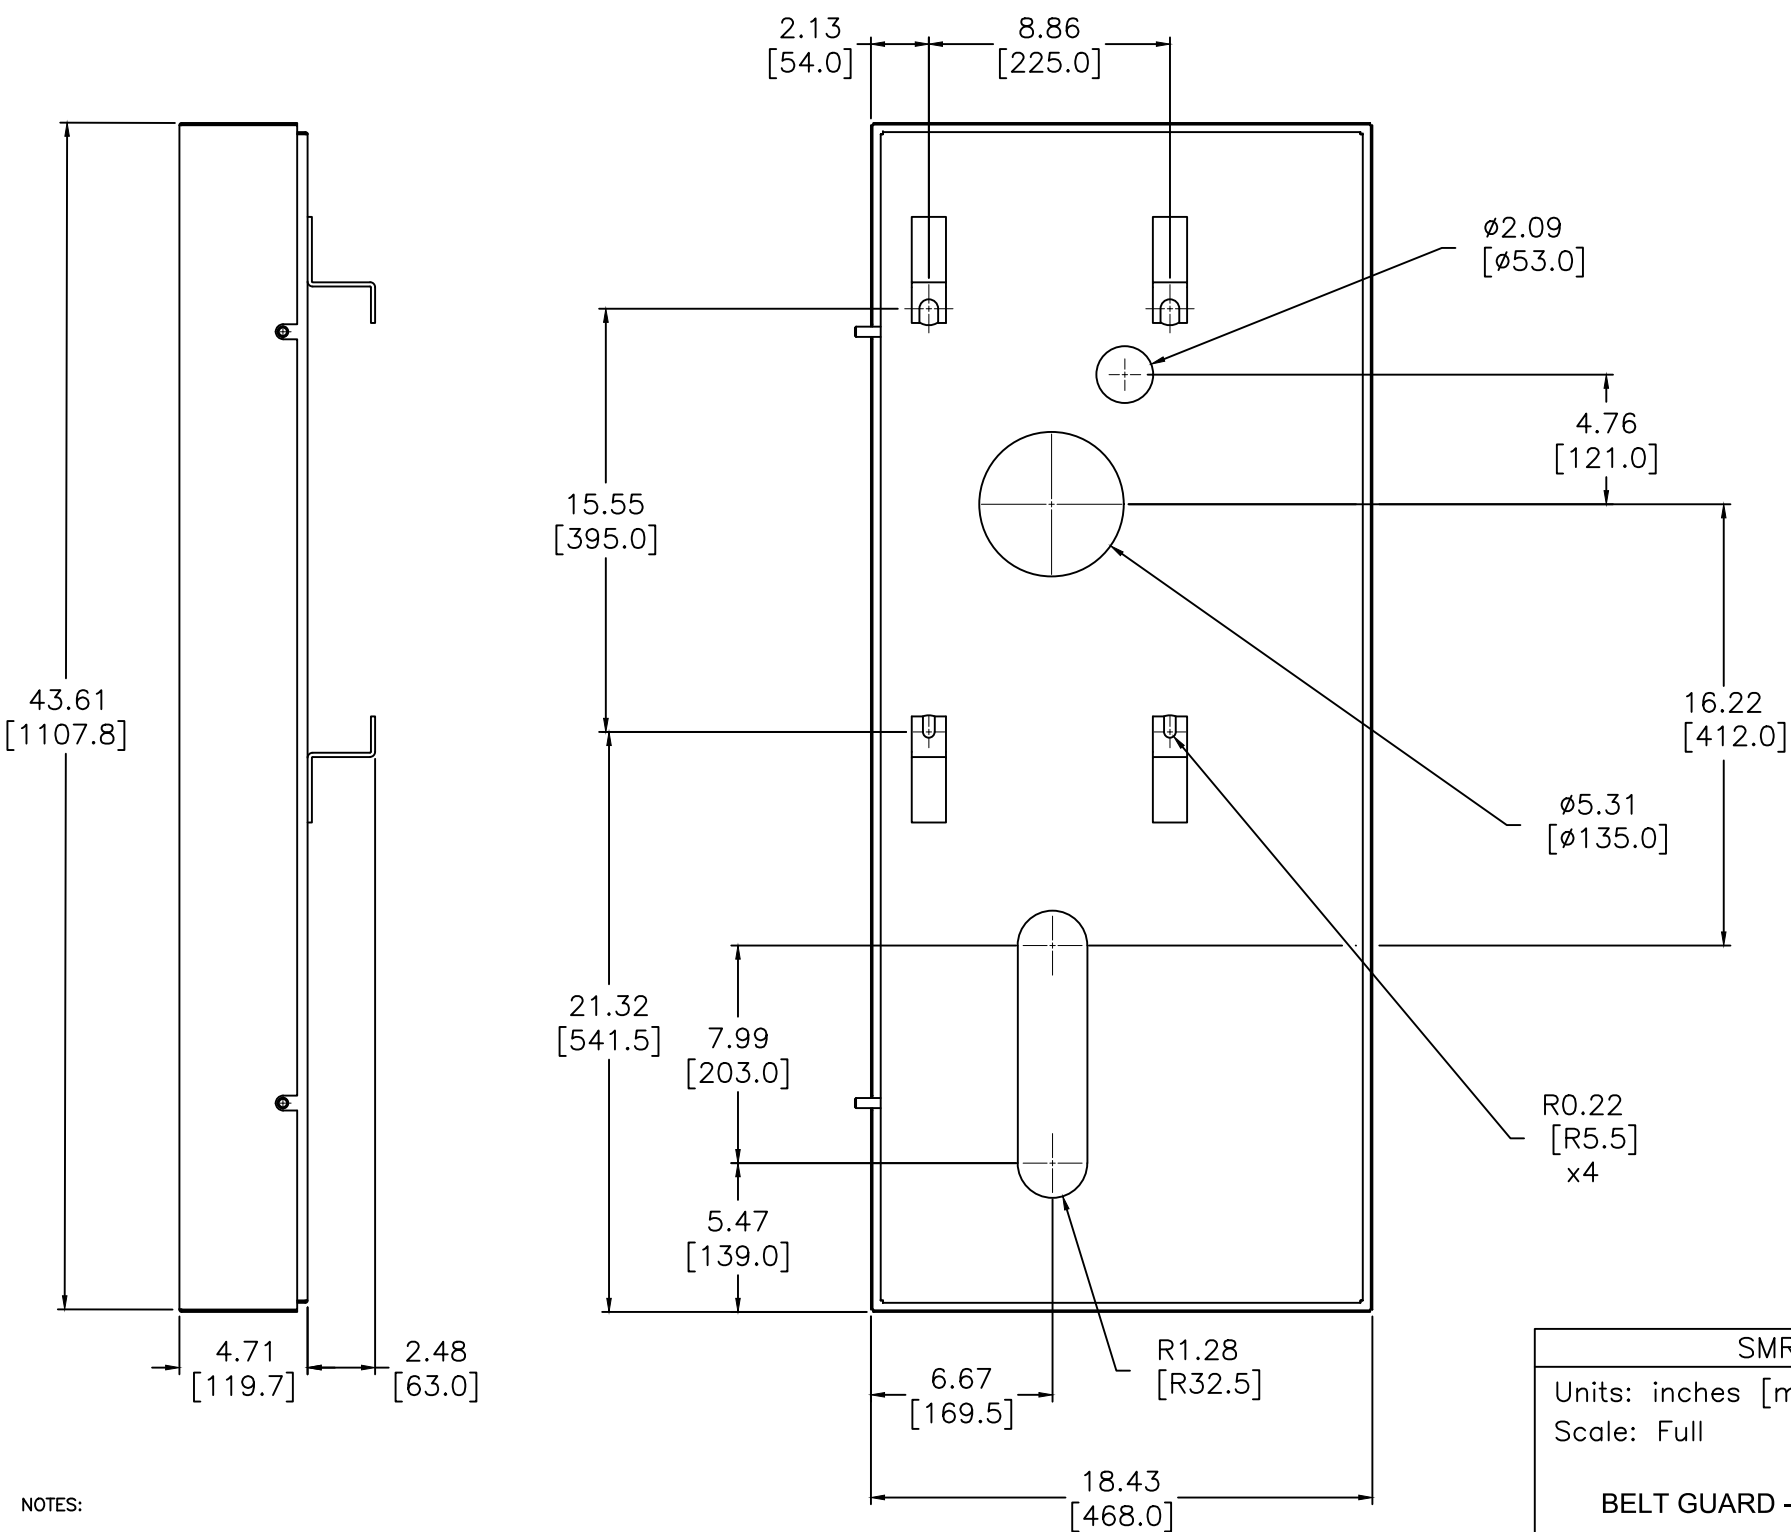 2.13
[54.0]
8.86
[225.0]
ø2.09
[ø53.0]
4.76
[121.0]
15.55
[395.0]
43.61
[1107.8]
16.22
[412.0]
ø5.31
[ø135.0]
21.32
[541.5]
7.99
[203.0]
R0.22
[R5.5]
x4
5.47
[139.0]
4.71
[119.7]
2.48
[63.0]
R1.28
[R32.5]
6.67
[169.5]
18.43
[468.0]
NOTES:
SMR
Units: inches [m
Scale: Full
BELT GUARD -